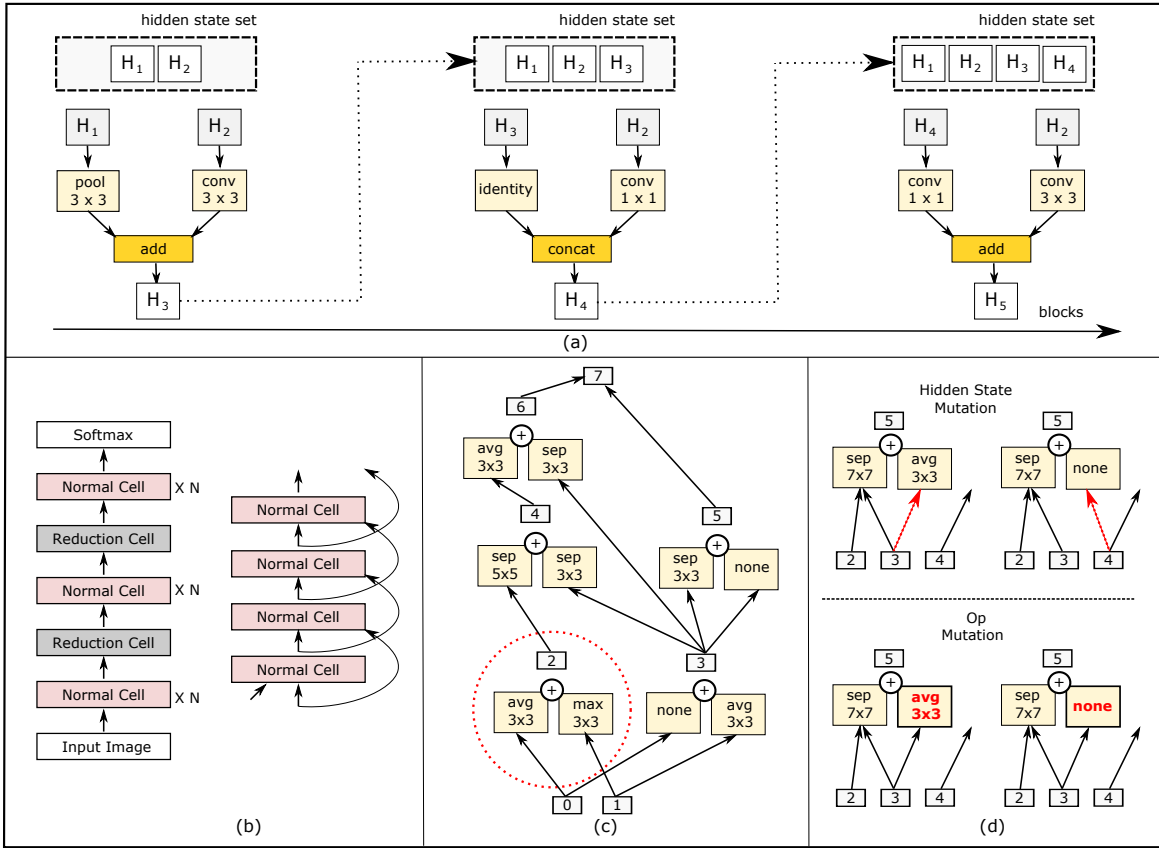 hidden state set
hidden state set
hidden state set
H1 H2
H1 H2 H3
H1 H2 H3 H4
H1 H2
H3 H2
H4 H2
pool
3 x 3
conv
3 x 3
identity
conv
1 x 1
conv
1 x 1
conv
3 x 3
add
concat
add
H3
H4
H5
blocks
(a)
Softmax
Normal Cell X N
Reduction Cell
Normal Cell X N
Reduction Cell
Normal Cell X N
Input Image
Normal Cell
Normal Cell
Normal Cell
Normal Cell
(b)
7
6
+
avg
3x3
sep
3x3
4
5
+
sep
5x5
sep
3x3
+
sep
3x3
none
2
3
+
avg
3x3
max
3x3
+
none
avg
3x3
0
1
(c)
Hidden State
Mutation
5
+
sep
7x7
avg
3x3
2 3 4
5
+
sep
7x7
none
2 3 4
Op
Mutation
5
+
sep
7x7
avg
3x3
2 3 4
5
+
sep
7x7
none
2 3 4
(d)